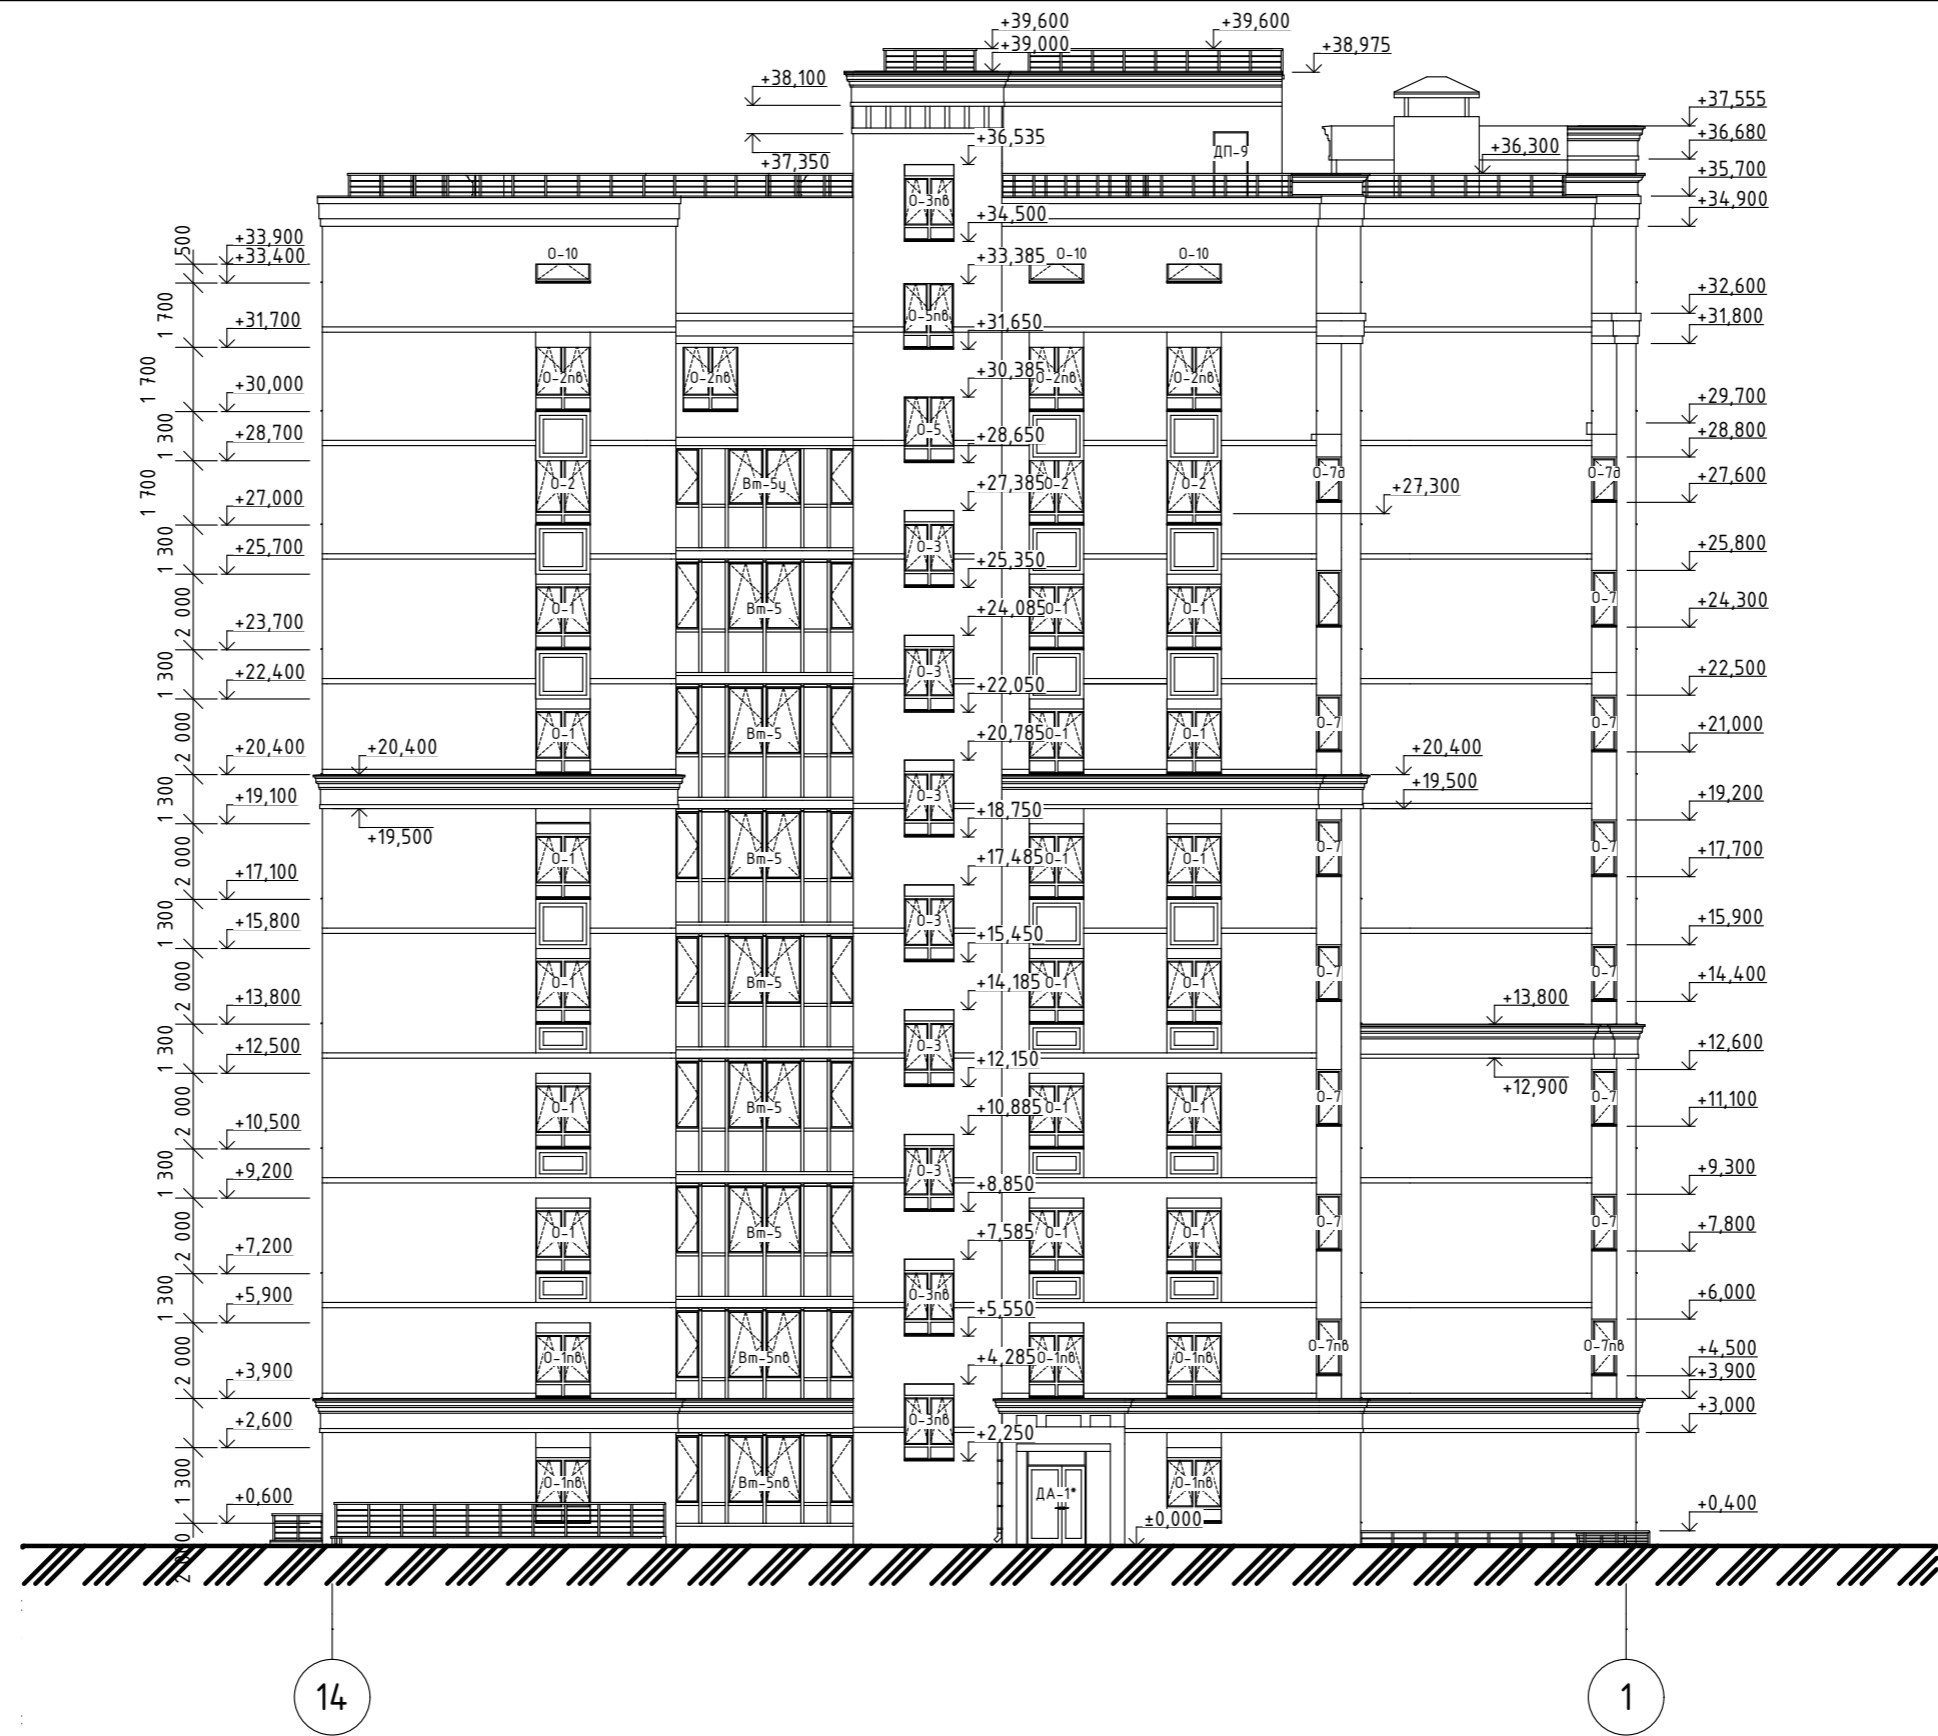 +39,600
+39,600
+39,000
+38,975
+38,100
+37,555
+36,535
+36,680
ДП-9
+36,300
+37,350
+35,700
О-3пв
+34,900
+34,500
500
+33,900
+33,400
О-10
О-10
О-10
+33,385
+32,600
1 700
О-5пв
+31,700
+31,650
+31,800
1 700
О-2пв
О-2пв
+30,385
О-2пв
О-2пв
+30,000
+29,700
1 300
О-5
+28,700
+28,650
+28,800
1 700
О-2
Вт-5у
+27,385
О-2
О-2
О-7д
О-7д
+27,600
+27,300
+27,000
1 300
О-3
+25,700
+25,350
+25,800
2 000
О-1
Вт-5
+24,085
О-1
О-1
О-7
+24,300
+23,700
1 300
О-3
+22,400
+22,050
+22,500
2 000
О-1
Вт-5
+20,785
О-1
О-1
О-7
О-7
+21,000
+20,400
+20,400
+20,400
+19,500
1 300
О-3
+19,100
+18,750
+19,200
+19,500
2 000
О-1
Вт-5
+17,485
О-1
О-1
О-7
О-7
+17,700
+17,100
1 300
О-3
+15,800
+15,450
+15,900
2 000
О-1
Вт-5
+14,185
О-1
О-1
О-7
О-7
+14,400
+13,800
+13,800
1 300
О-3
+12,500
+12,150
+12,600
+12,900
2 000
О-1
Вт-5
+10,885
О-1
О-1
О-7
О-7
+11,100
+10,500
1 300
О-3
+9,200
+8,850
+9,300
2 000
О-1
Вт-5
+7,585
О-1
О-1
О-7
О-7
+7,800
+7,200
1 300
О-3пв
+5,900
+5,550
+6,000
2 000
О-1пв
Вт-5пв
+4,285
О-1пв
О-1пв
О-7пв
О-7пв
+4,500
+3,900
+3,900
+3,000
+2,600
О-3пв
+2,250
1 300
О-1пв
Вт-5пв
ДА-1*
О-1пв
+0,600
±0,000
+0,400
2 000
14
1